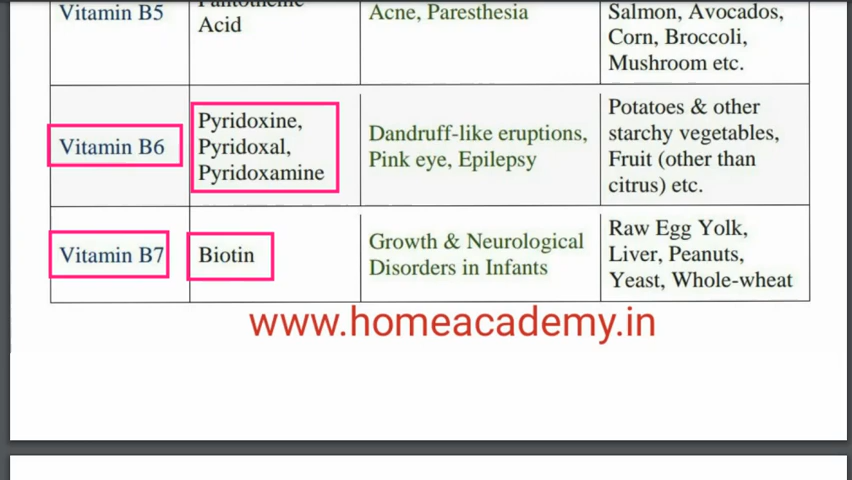 Vitamin B5
Acid
Acne, Paresthesia
Salmon, Avocados,
Corn, Broccoli,
Mushroom etc.
Vitamin B6
Pyridoxine,
Pyridoxal,
Pyridoxamine
Dandruff-like eruptions,
Pink eye, Epilepsy
Potatoes & other
starchy vegetables,
Fruit (other than
citrus) etc.
Vitamin B7
Biotin
Growth & Neurological
Disorders in Infants
Raw Egg Yolk,
Liver, Peanuts,
Yeast, Whole-wheat
www.homeacademy.in